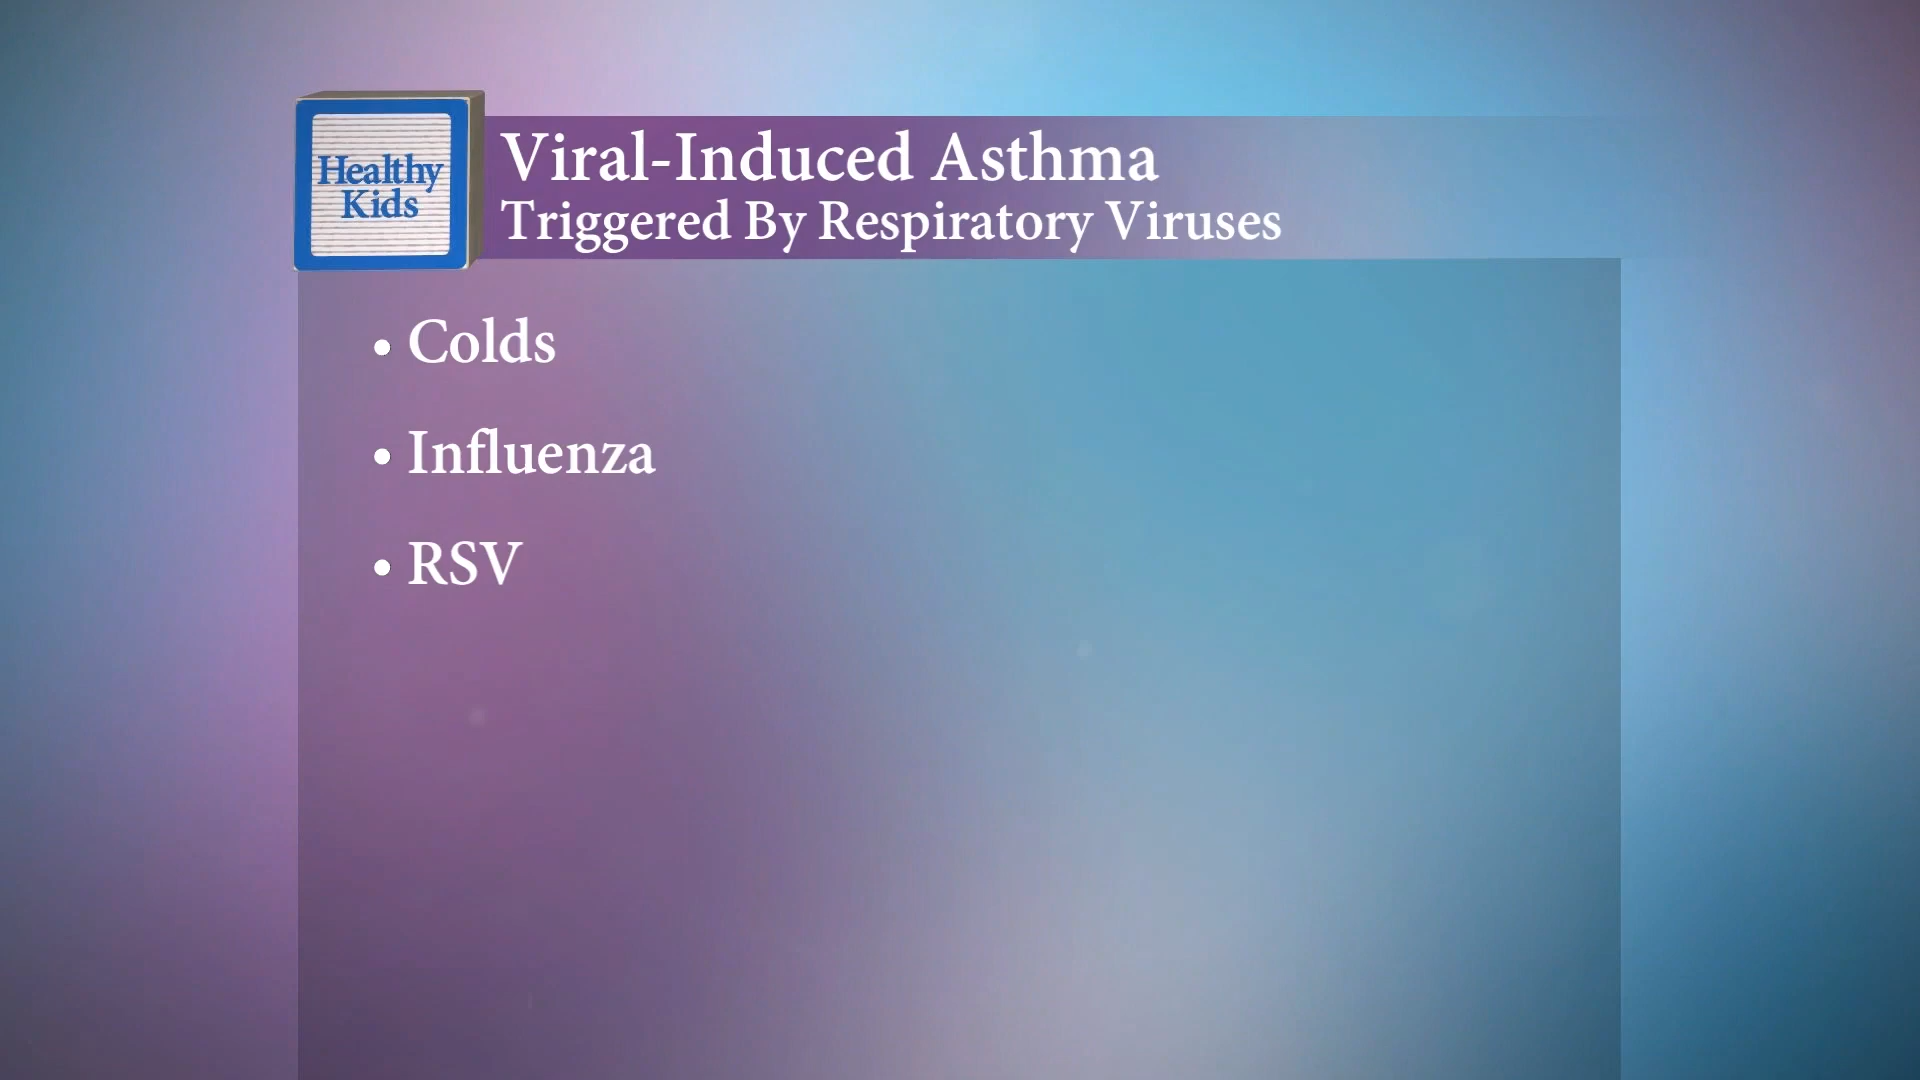 Healthy
Kids
Viral-Induced Asthma
Triggered By Respiratory Viruses
• Colds
• Influenza
• RSV